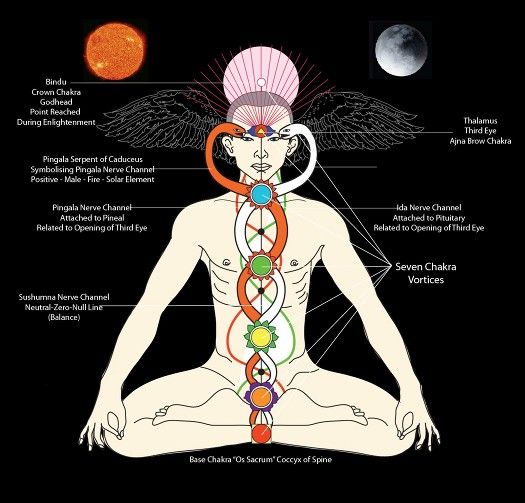 Bindu
Crown Chakra
Godhead
Point Reached
During Enlightenment
Thalamus
Third Eye
Ajna Brow Chakra
Pingala Serpent of Caduceus
Symbolising Pingala Nerve Channel
Positive - Male - Fire - Solar Element
Pingala Nerve Channel
Attached to Pineal
Related to Opening of Third Eye
Ida Nerve Channel
Attached to Pituitary
Related to Opening of Third Eye
Seven Chakra
Vortices
Sushumna Nerve Channel
Neutral-Zero-Null Line
(Balance)
Base Chakra "Os Sacrum" Coccyx of Spine